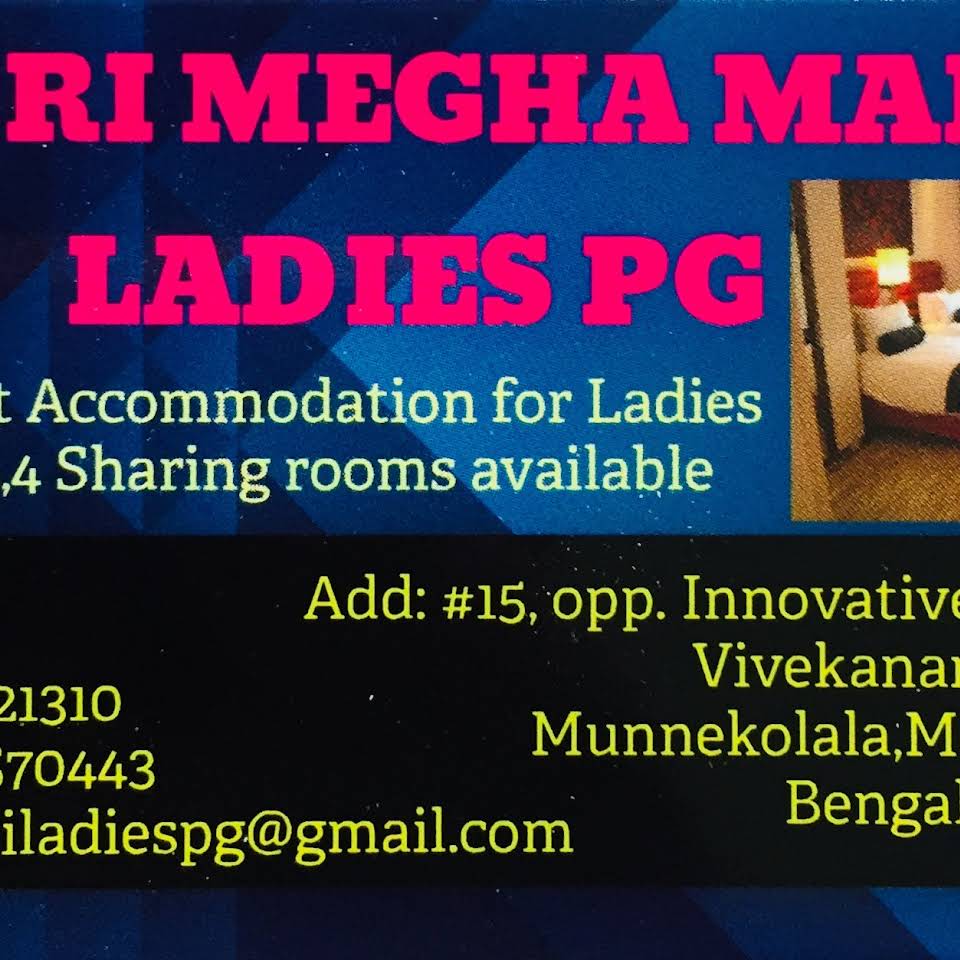 RI MEGHA MA
LADIES PG
t Accommodation for Ladies
,4 Sharing rooms available
Add: #15, opp. Innovative
Vivekanan
21310
Munnekolala,M
70443
Bengal
iladiespg@gmail.com